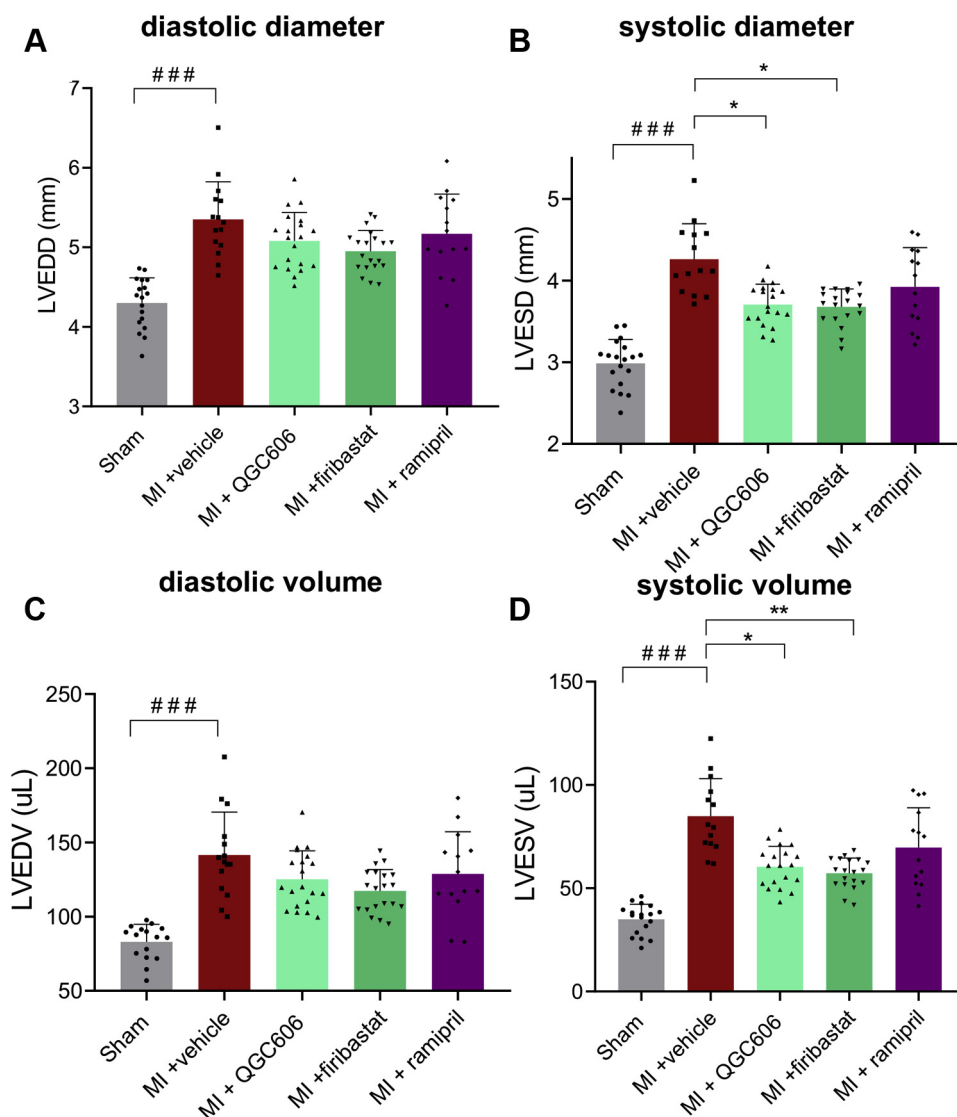 A
diastolic diameter
# # #
LVEDD (mm)
7
6
5
4
3
Sham
MI +vehicle
MI + QGC606
MI +firibastat
MI + ramipril
B
systolic diameter
*
*
# # #
LVESD (mm)
5
4
3
2
Sham
MI +vehicle
MI + QGC606
MI +firibastat
MI + ramipril
C
diastolic volume
# # #
LVEDV (uL)
250
200
150
100
50
Sham
MI +vehicle
MI + QGC606
MI +firibastat
MI + ramipril
D
systolic volume
**
*
# # #
LVESV (uL)
150
100
50
0
Sham
MI +vehicle
MI + QGC606
MI +firibastat
MI + ramipril